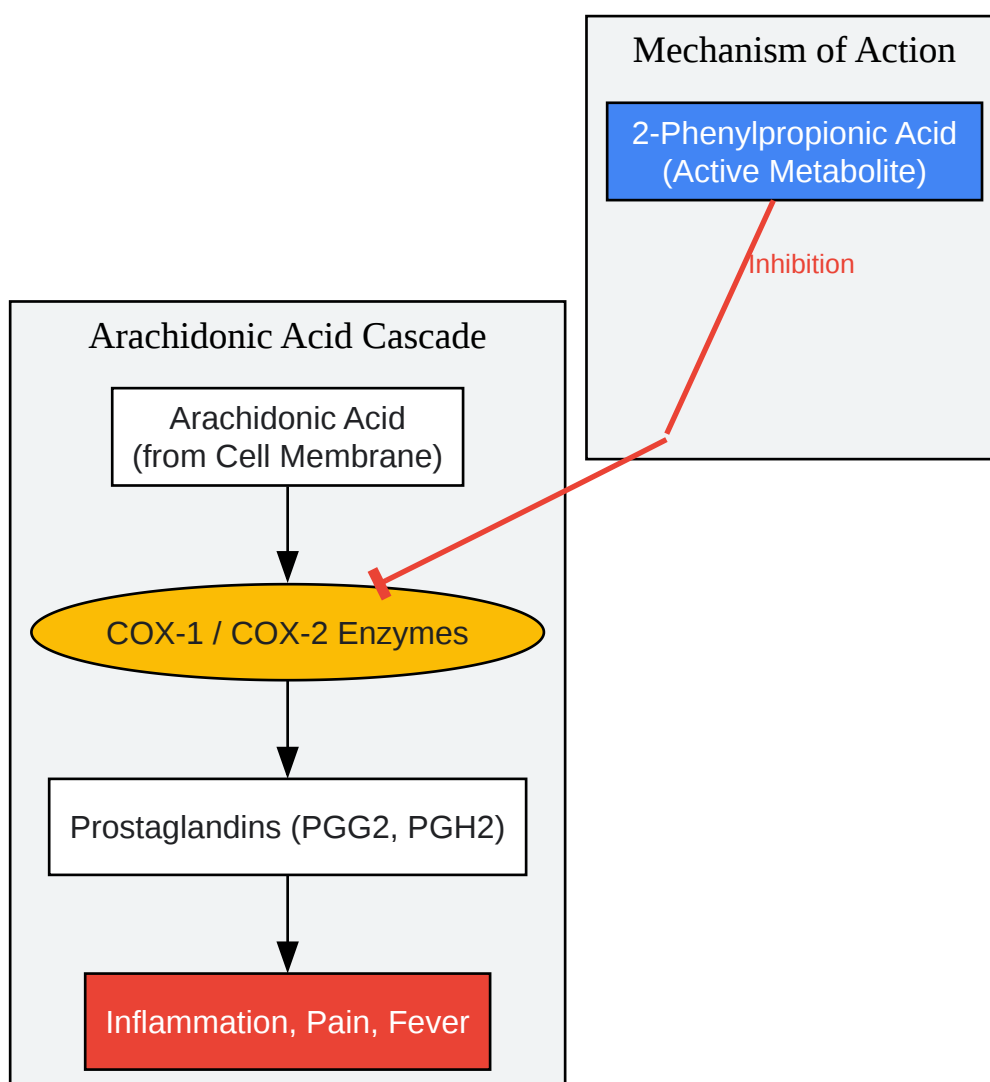 Mechanism of Action
2-Phenylpropionic Acid
(Active Metabolite)
Inhibition
Arachidonic Acid Cascade
Arachidonic Acid
(from Cell Membrane)
COX-1 / COX-2 Enzymes
Prostaglandins (PGG2, PGH2)
Inflammation, Pain, Fever